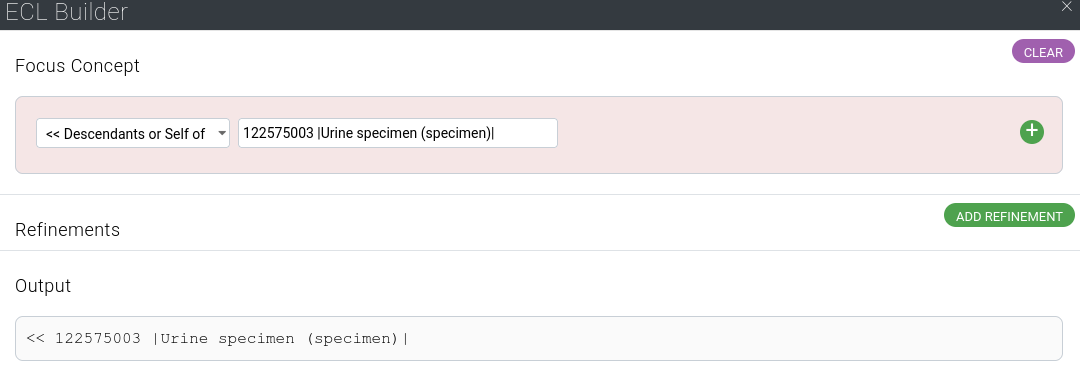 ECL Builder
CLEAR
Focus Concept
<< Descendants or Self of 122575003 |Urine specimen (specimen)|
ADD REFINEMENT
Refinements
Output
<< 122575003 |Urine specimen (specimen)|